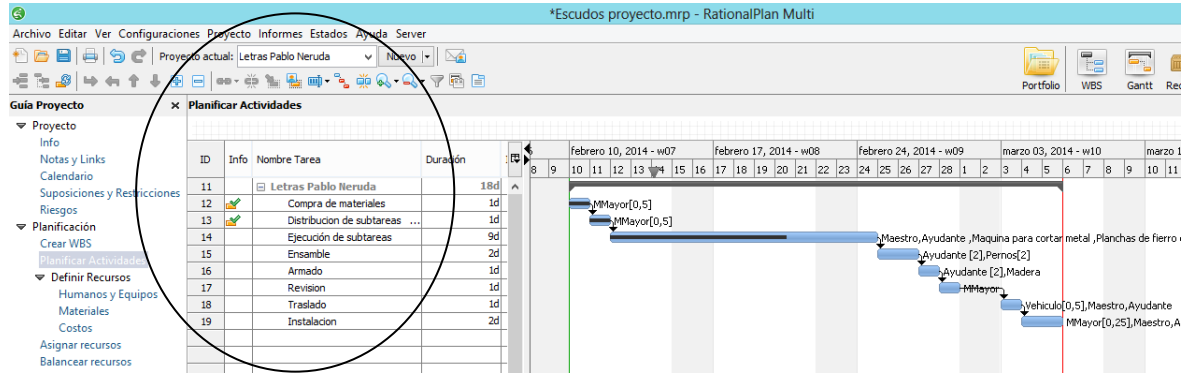 *Escudos proyecto.mrp - RationalPlan Multi
Archivo Editar Ver Configuraciones Proyecto Informes Estados Ayuda Server
Proyecto actual: Letras Pablo Neruda Nuevo
Portfolio WBS Gantt
Guía Proyecto × Planificar Actividades
Proyecto
Info
Notas y Links
Calendario
Suposiciones y Restricciones
Riesgos
Planificación
Crear WBS
Planificar Actividades
Definir Recursos
Humanos y Equipos
Materiales
Costos
Asignar recursos
Balancear recursos
ID Info Nombre Tarea Duración
11 Letras Pablo Neruda 18d
12 Compra de materiales 1d
13 Distribucion de subtareas ... 1d
14 Ejecución de subtareas 9d
15 Ensamble 2d
16 Armado 1d
17 Revision 1d
18 Traslado 1d
19 Instalacion 2d
febrero 10, 2014 - w07 febrero 17, 2014 - w08 febrero 24, 2014 - w09 marzo 03, 2014 - w10 marzo 1
8 9 10 11 12 13 14 15 16 17 18 19 20 21 22 23 24 25 26 27 28 1 2 3 4 5 6 7 8 9 10 11
MMayor[0,5]
MMayor[0,5]
Maestro,Ayudante ,Maquina para cortar metal ,Planchas de fierro
Ayudante [2],Pernos[2]
Ayudante [2],Madera
MMayor
Vehiculo[0,5],Maestro,Ayudante
MMayor[0,25],Maestro,A